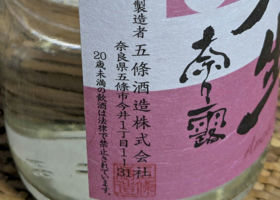 奈良露
製造者 五條酒造株式会社
奈良県五條市今井1丁目1-31
20歳未満の飲酒は法律で禁止されています。